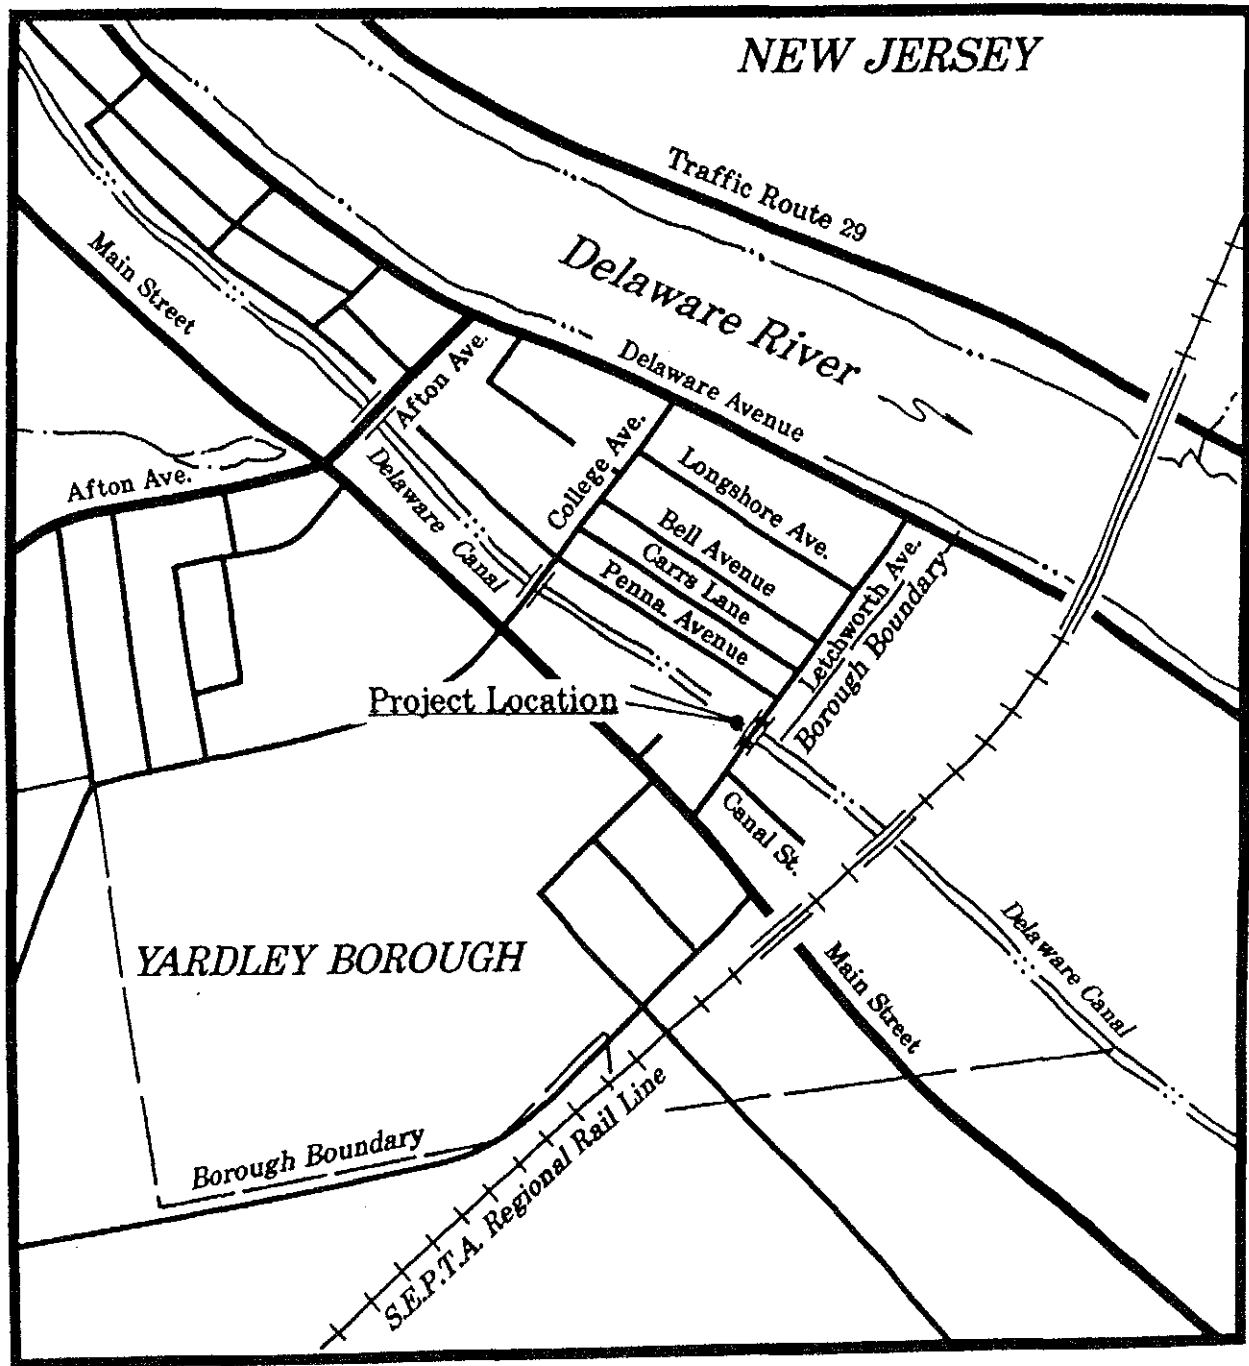 NEW JERSEY
Traffic Route 29
Delaware River
Main Street
Delaware Avenue
Afton Ave.
College Ave.
Longshore Ave.
Afton Ave.
Delaware Canal
Bell Avenue
Carrs Lane
Penna. Avenue
Letchworth Ave.
Borough Boundary
Project Location
Canal St.
YARDLEY BOROUGH
Delaware Canal
Main Street
Borough Boundary
S.E.P.T.A. Regional Rail Line